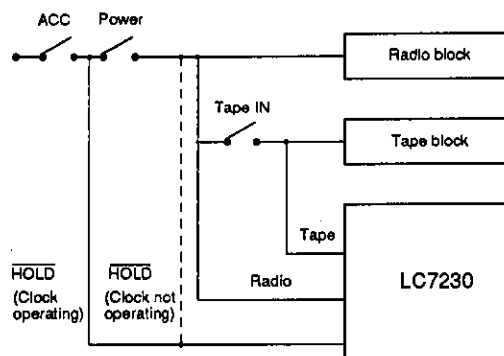 ACC
Power
Radio block
Tape IN
Tape block
Tape
HOLD
(Clock
operating)
HOLD
(Clock not
operating)
Radio
LC7230